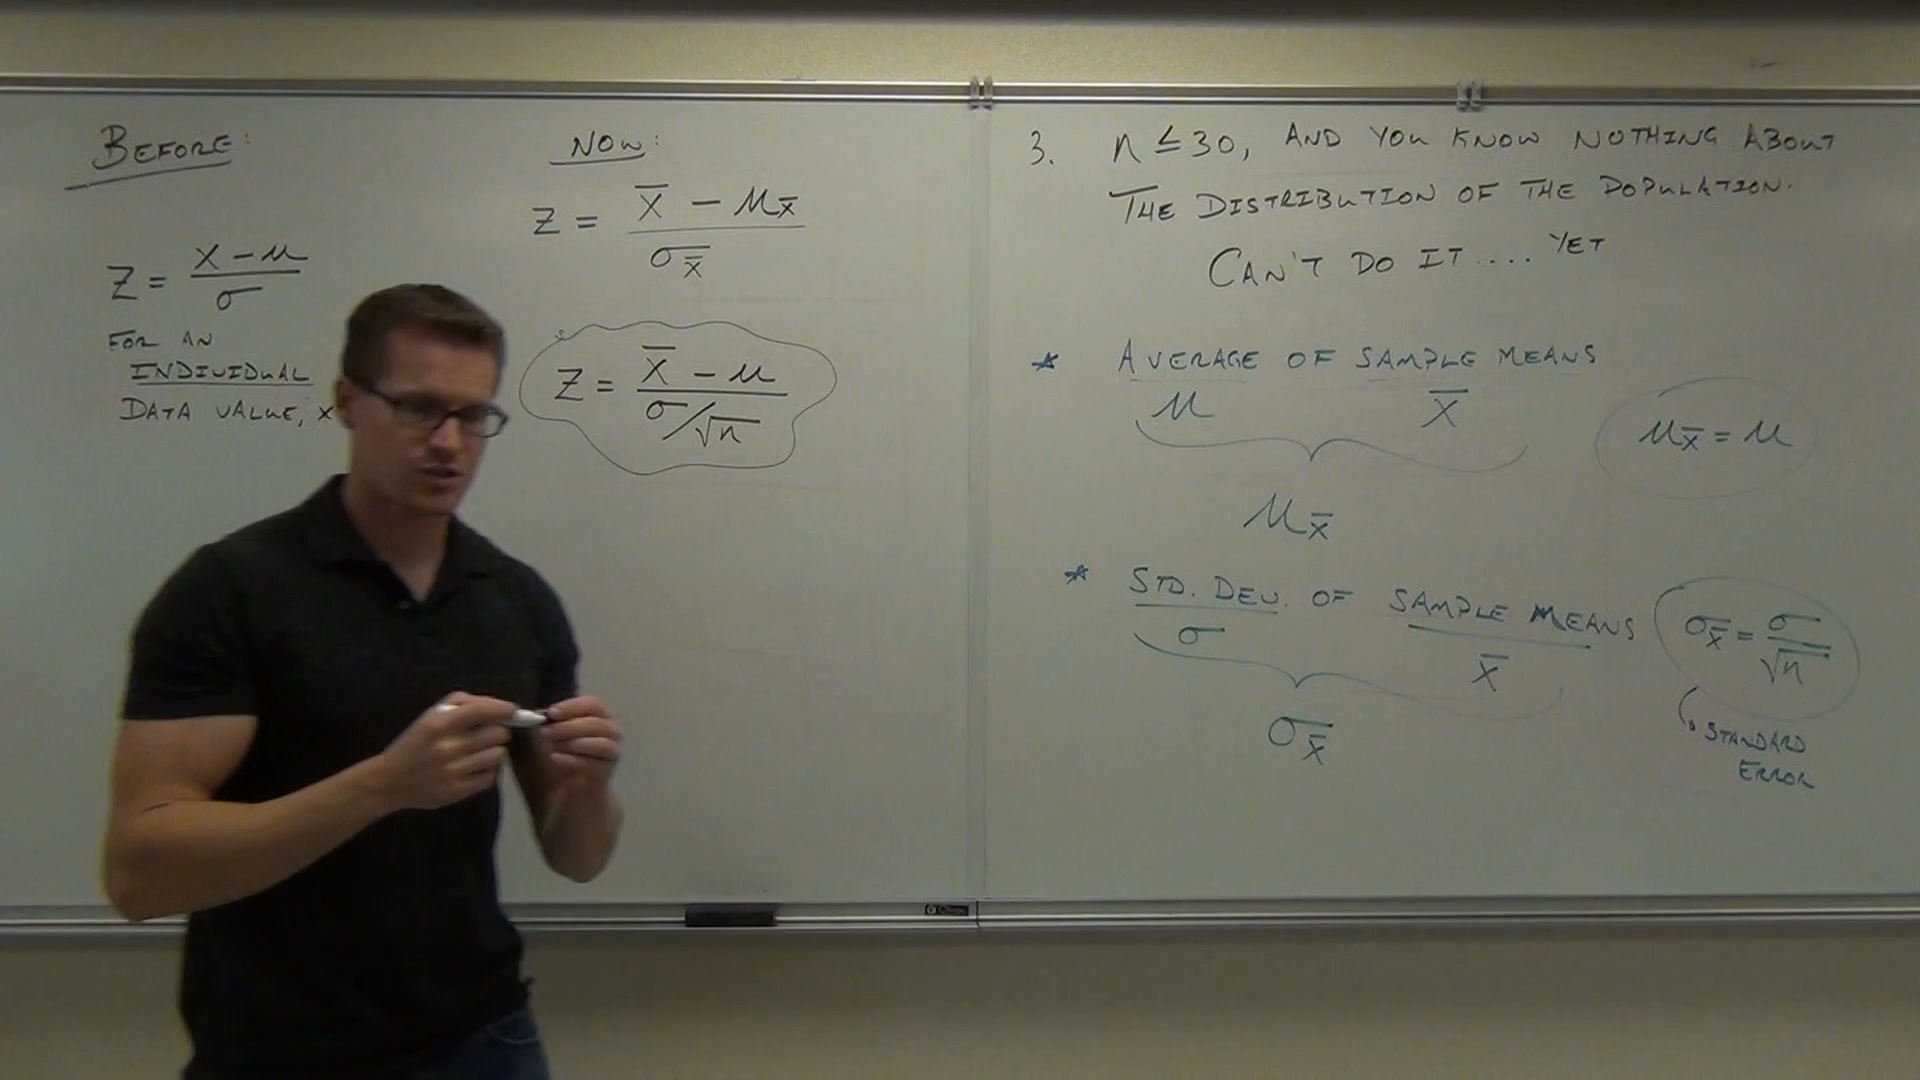 BEFORE:
Z = X - μ / σ
FOR AN
INDIVIDUAL
DATA VALUE, X
NOW:
Z = X̄ - μx̄ / σx̄
Z = X̄ - μ / σ/√n
3. n ≤ 30, AND YOU KNOW NOTHING ABOUT
THE DISTRIBUTION OF THE POPULATION.
CAN'T DO IT .... YET
* AVERAGE OF SAMPLE MEANS
μ X̄
μx̄ = μ
μx̄
* STD. DEV. OF SAMPLE MEANS
σ X̄
σx̄ = σ / √n
STANDARD
ERROR
σx̄